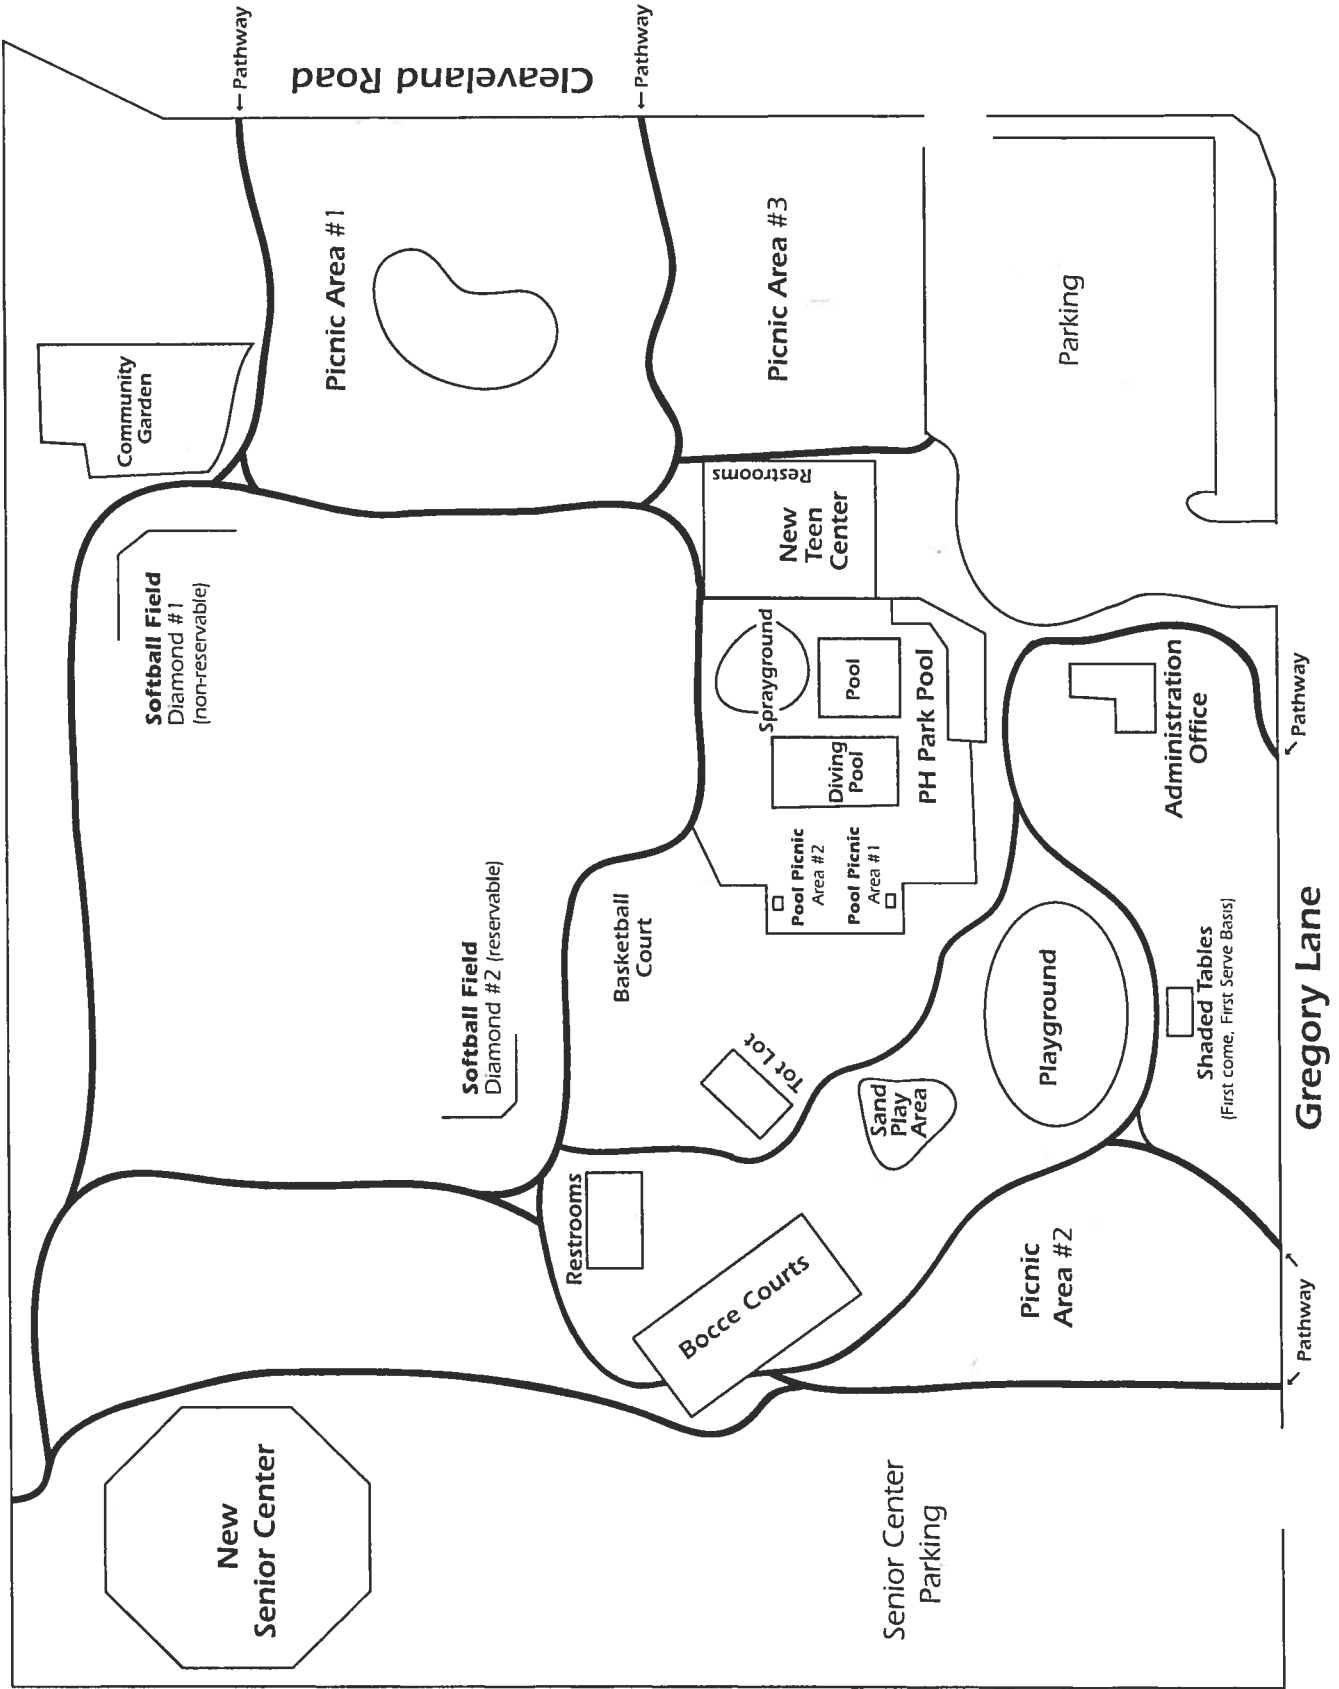 New
Senior Center
Senior Center
Parking
Community
Garden
Softball Field
Diamond #1
(non-reservable)
Softball Field
Diamond #2 (reservable)
Picnic Area #1
Picnic Area #3
← Pathway
Cleaveland Road
← Pathway
Restrooms
Bocce Courts
Basketball
Court
Tot Lot
Sand
Play
Area
Pool Picnic
Area #2
Pool Picnic
Area #1
Diving
Pool
Sprayground
Pool
PH Park Pool
New
Teen
Center
Restrooms
Parking
Picnic
Area #2
Playground
Shaded Tables
(First come, First Serve Basis)
Administration
Office
← Pathway →
← Pathway
Gregory Lane